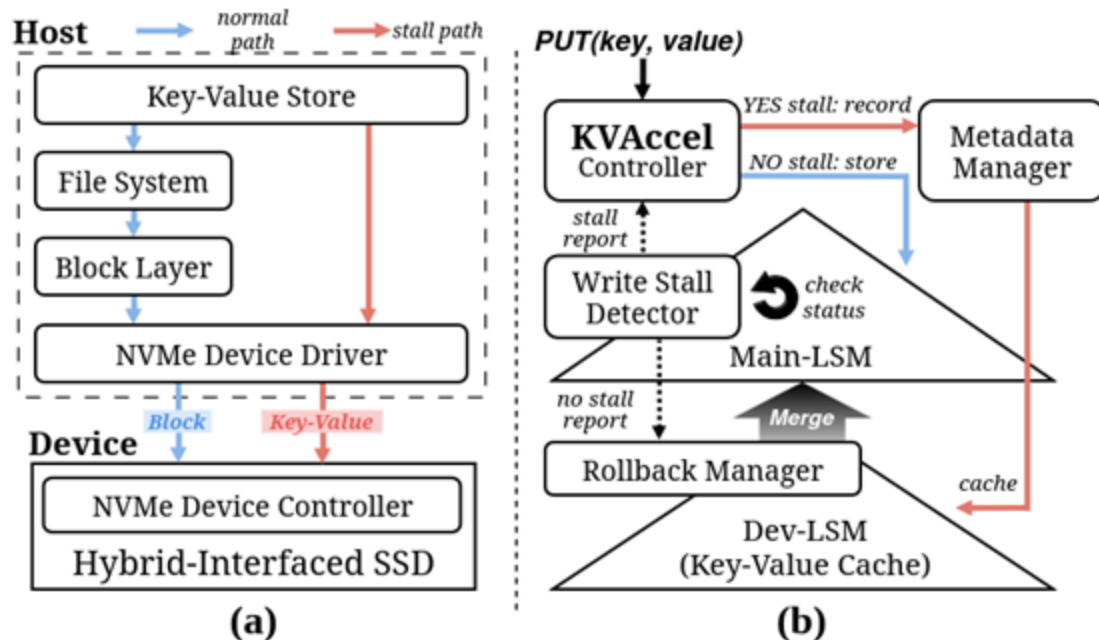 Host
normal
path
stall path
Key-Value Store
File System
Block Layer
NVMe Device Driver
Block
Key-Value
Device
NVMe Device Controller
Hybrid-Interfaced SSD
(a)
PUT(key, value)
KVAccel
Controller
YES stall: record
NO stall: store
Metadata
Manager
stall
report
Write Stall
Detector
check
status
Main-LSM
no stall
report
Merge
Rollback Manager
cache
Dev-LSM
(Key-Value Cache)
(b)